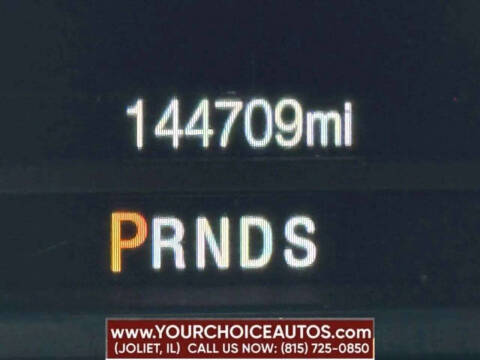 144709mi
PRNDS
www.YOURCHOICEAUTOS.com
(JOLIET, IL) CALL US NOW: (815) 725-0850